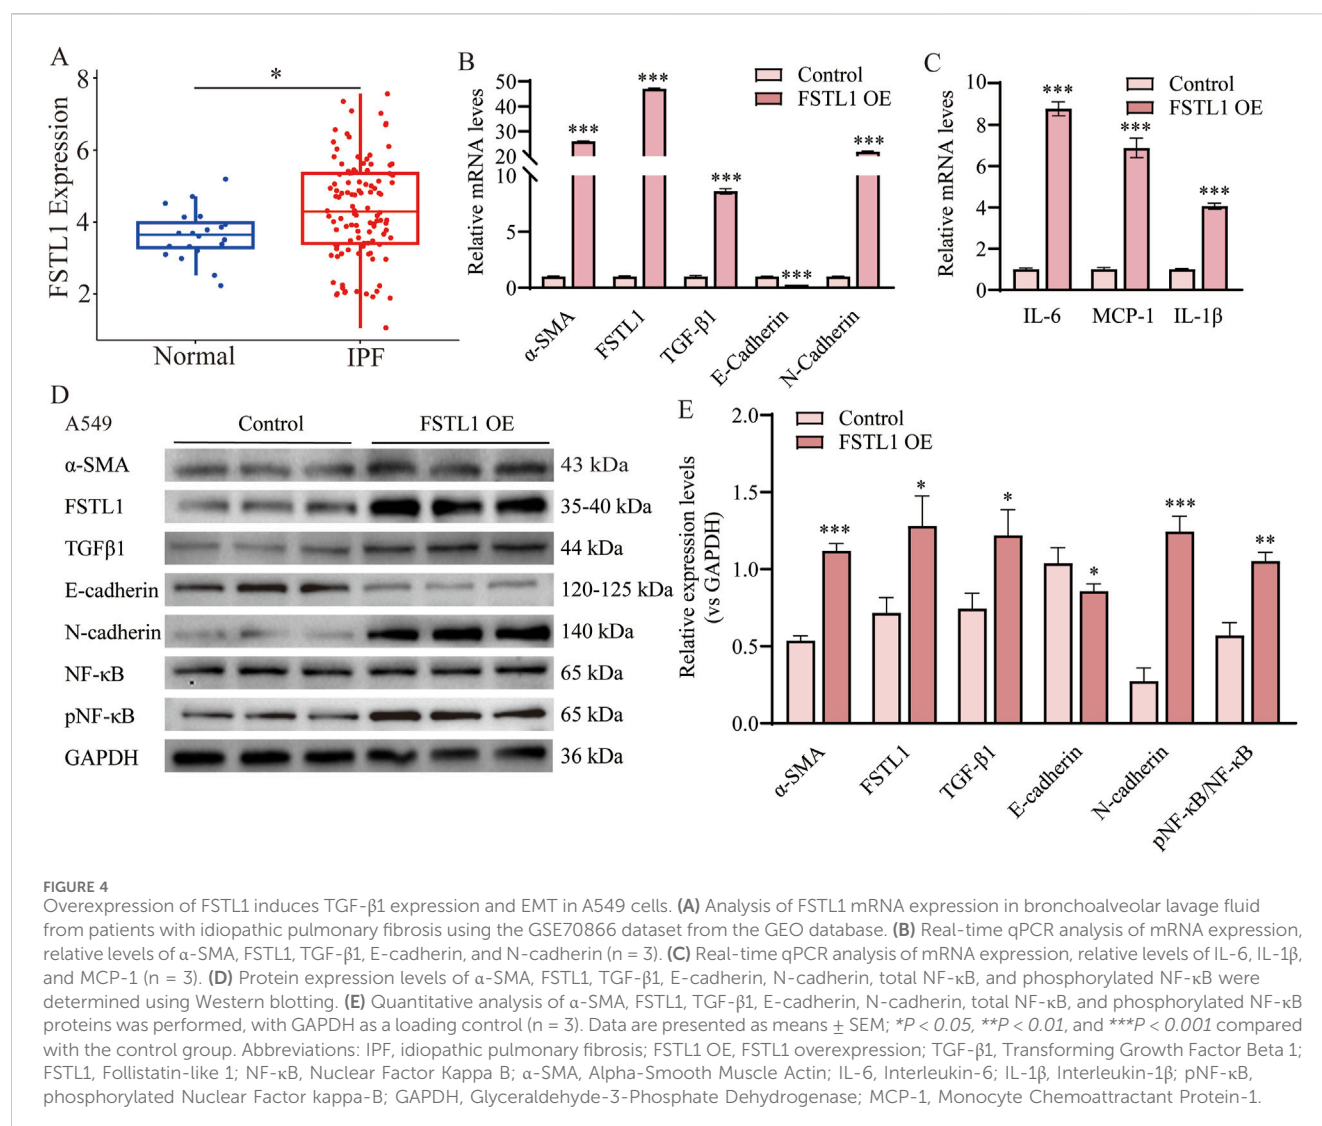 A
FSTL1 Expression
8
6
4
2
*
Normal
IPF
B
Relative mRNA leves
50
40
30
20
10
5
0
Control
FSTL1 OE
***
***
***
***
***
α-SMA
FSTL1
TGF-β1
E-Cadherin
N-Cadherin
C
Relative mRNA leves
10
8
6
4
2
0
Control
FSTL1 OE
***
***
***
IL-6
MCP-1
IL-1β
D
A549
Control
FSTL1 OE
α-SMA
43 kDa
FSTL1
35-40 kDa
TGFβ1
44 kDa
E-cadherin
120-125 kDa
N-cadherin
140 kDa
NF-κB
65 kDa
pNF-κB
65 kDa
GAPDH
36 kDa
E
Relative expression levels
(vs GAPDH)
2.0
1.5
1.0
0.5
0.0
Control
FSTL1 OE
***
*
*
*
***
**
α-SMA
FSTL1
TGF-β1
E-cadherin
N-cadherin
pNF-κB/NF-κB
FIGURE 4
Overexpression of FSTL1 induces TGF-β1 expression and EMT in A549 cells. (A) Analysis of FSTL1 mRNA expression in bronchoalveolar lavage fluid
from patients with idiopathic pulmonary fibrosis using the GSE70866 dataset from the GEO database. (B) Real-time qPCR analysis of mRNA expression,
relative levels of α-SMA, FSTL1, TGF-β1, E-cadherin, and N-cadherin (n = 3). (C) Real-time qPCR analysis of mRNA expression, relative levels of IL-6, IL-1β,
and MCP-1 (n = 3). (D) Protein expression levels of α-SMA, FSTL1, TGF-β1, E-cadherin, N-cadherin, total NF-κB, and phosphorylated NF-κB were
determined using Western blotting. (E) Quantitative analysis of α-SMA, FSTL1, TGF-β1, E-cadherin, N-cadherin, total NF-κB, and phosphorylated NF-κB
proteins was performed, with GAPDH as a loading control (n = 3). Data are presented as means ± SEM; *P < 0.05, **P < 0.01, and ***P < 0.001 compared
with the control group. Abbreviations: IPF, idiopathic pulmonary fibrosis; FSTL1 OE, FSTL1 overexpression; TGF-β1, Transforming Growth Factor Beta 1;
FSTL1, Follistatin-like 1; NF-κB, Nuclear Factor Kappa B; α-SMA, Alpha-Smooth Muscle Actin; IL-6, Interleukin-6; IL-1β, Interleukin-1β; pNF-κB,
phosphorylated Nuclear Factor kappa-B; GAPDH, Glyceraldehyde-3-Phosphate Dehydrogenase; MCP-1, Monocyte Chemoattractant Protein-1.